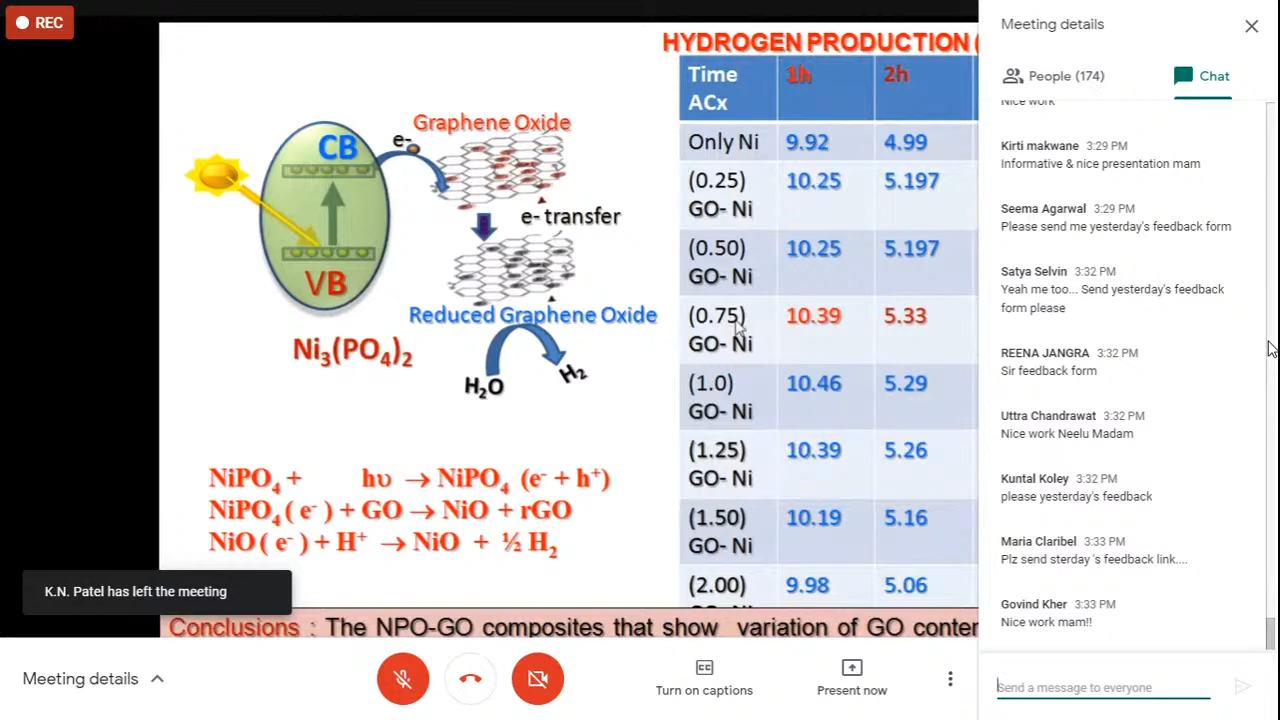 REC
HYDROGEN PRODUCTION (
Time 1h 2h
ACx
Only Ni 9.92 4.99
(0.25) 10.25 5.197
GO- Ni
(0.50) 10.25 5.197
GO- Ni
(0.75) 10.39 5.33
GO- Ni
(1.0) 10.46 5.29
GO- Ni
(1.25) 10.39 5.26
GO- Ni
(1.50) 10.19 5.16
GO- Ni
(2.00) 9.98 5.06
Graphene Oxide
CB
e-
e- transfer
VB
Reduced Graphene Oxide
Ni₃(PO₄)₂
H₂O
H₂
NiPO₄ + hυ → NiPO₄ (e⁻ + h⁺)
NiPO₄ ( e⁻ ) + GO → NiO + rGO
NiO ( e⁻ ) + H⁺ → NiO + ½ H₂
K.N. Patel has left the meeting
Conclusions : The NPO-GO composites that show variation of GO conten
Meeting details
Turn on captions
Present now
Meeting details
People (174)
Chat
Nice work
Kirti makwane 3:29 PM
Informative & nice presentation mam
Seema Agarwal 3:29 PM
Please send me yesterday's feedback form
Satya Selvin 3:32 PM
Yeah me too... Send yesterday's feedback
form please
REENA JANGRA 3:32 PM
Sir feedback form
Uttra Chandrawat 3:32 PM
Nice work Neelu Madam
Kuntal Koley 3:32 PM
please yesterday's feedback
Maria Claribel 3:33 PM
Plz send sterday 's feedback link....
Govind Kher 3:33 PM
Nice work mam!!
Send a message to everyone